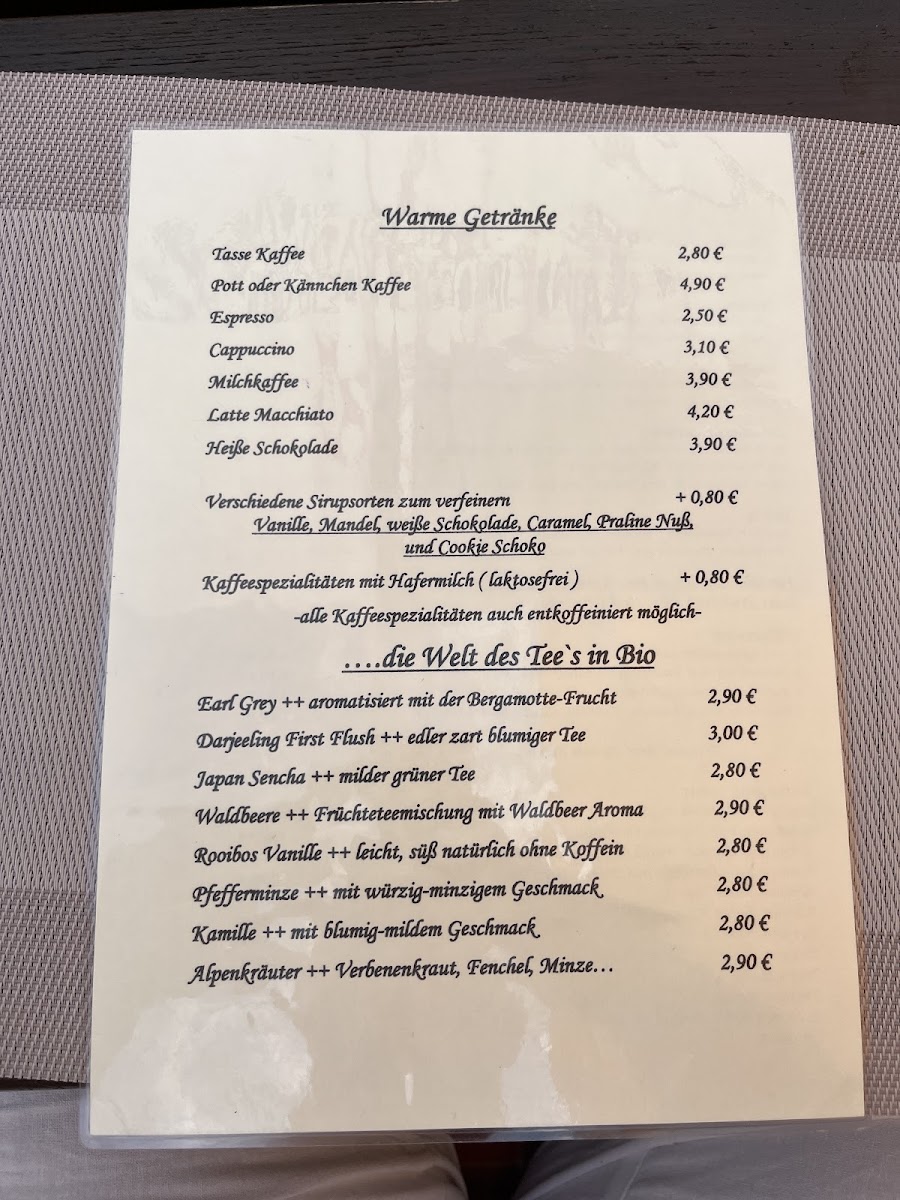 Warme Getränke
Tasse Kaffee 2,80 €
Pott oder Kännchen Kaffee 4,90 €
Espresso 2,50 €
Cappuccino 3,10 €
Milchkaffee 3,90 €
Latte Macchiato 4,20 €
Heiße Schokolade 3,90 €
Verschiedene Sirupsorten zum verfeinern + 0,80 €
Vanille, Mandel, weiße Schokolade, Caramel, Praline Nuß,
und Cookie Schoko
Kaffeespezialitäten mit Hafermilch ( laktosefrei ) + 0,80 €
-alle Kaffeespezialitäten auch entkoffeiniert möglich-
....die Welt des Tee`s in Bio
Earl Grey ++ aromatisiert mit der Bergamotte-Frucht 2,90 €
Darjeeling First Flush ++ edler zart blumiger Tee 3,00 €
Japan Sencha ++ milder grüner Tee 2,80 €
Waldbeere ++ Früchteteemischung mit Waldbeer Aroma 2,90 €
Rooibos Vanille ++ leicht, süß natürlich ohne Koffein 2,80 €
Pfefferminze ++ mit würzig-minzigem Geschmack 2,80 €
Kamille ++ mit blumig-mildem Geschmack 2,80 €
Alpenkräuter ++ Verbenenkraut, Fenchel, Minze... 2,90 €